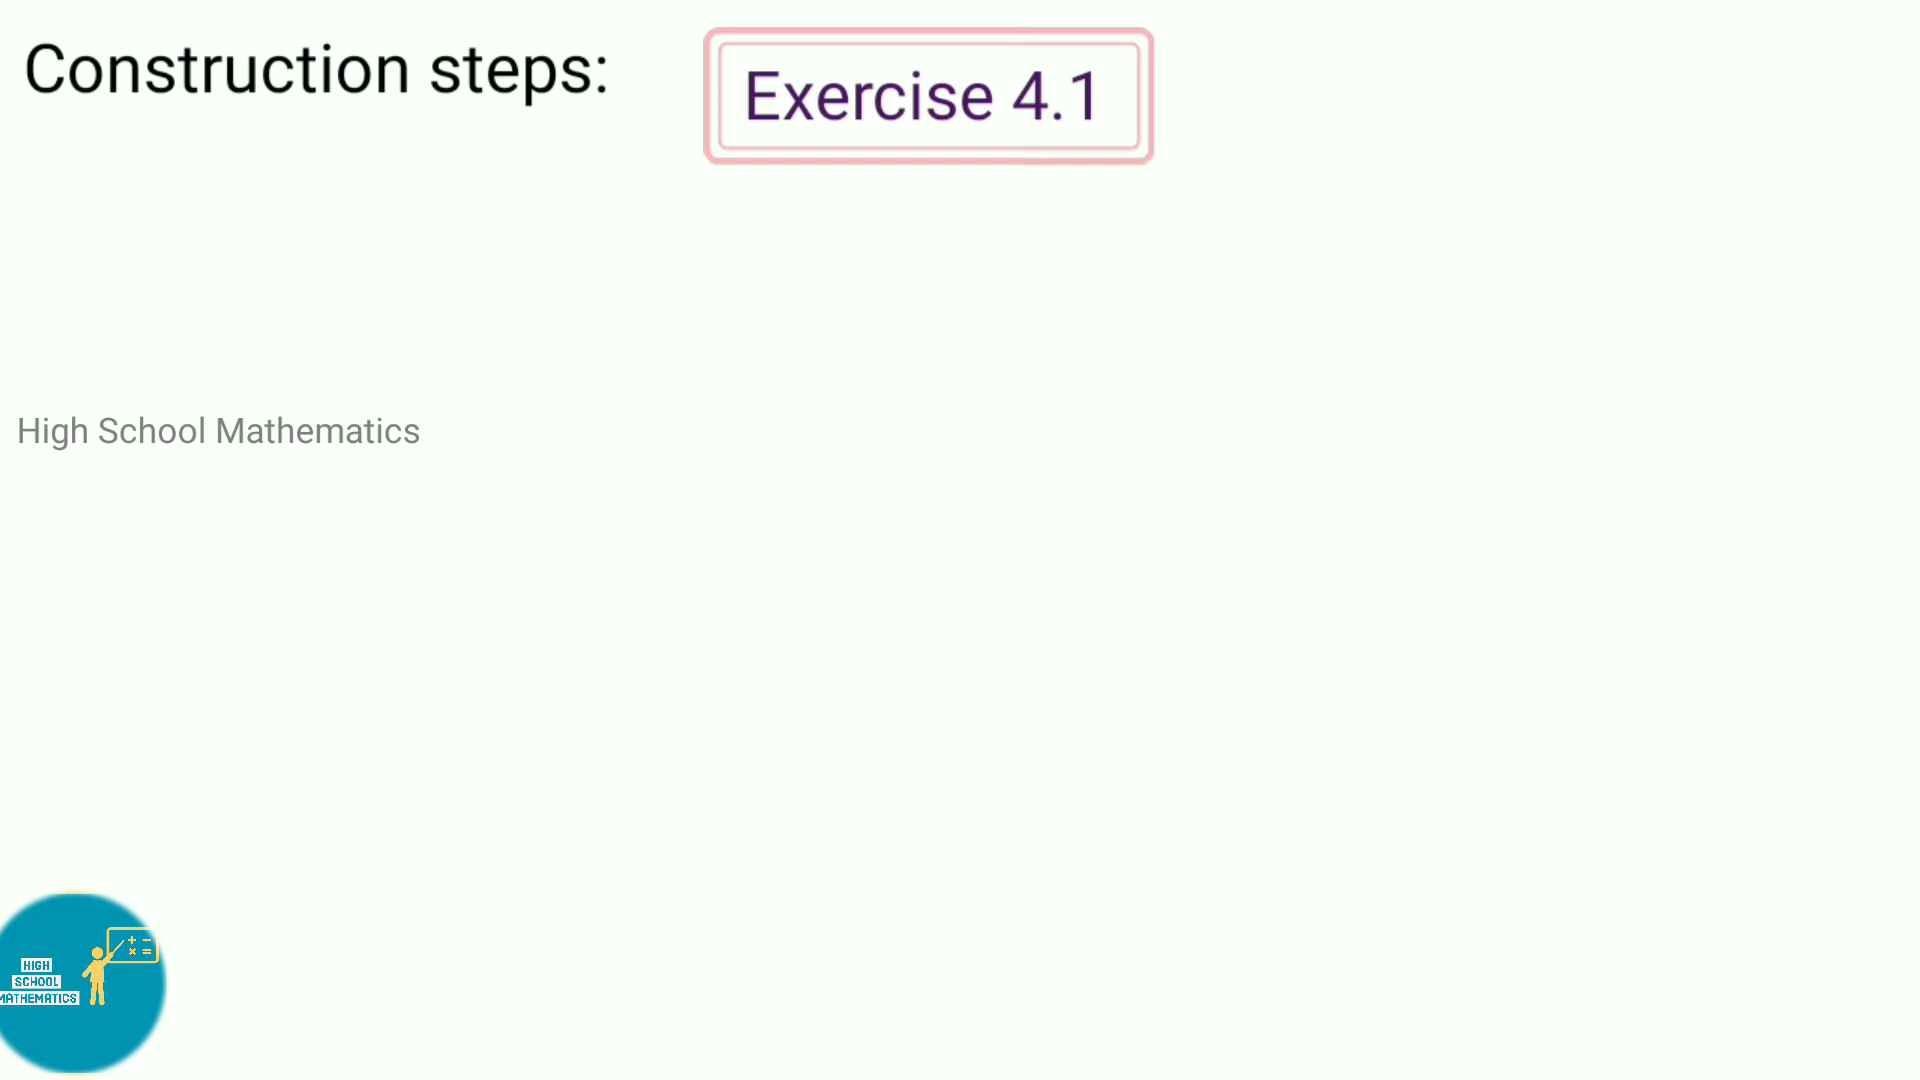 Construction steps:
Exercise 4.1
High School Mathematics
+ -
× =
HIGH
SCHOOL
MATHEMATICS